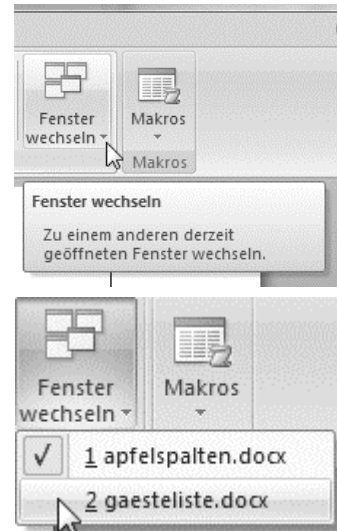 Fenster
wechseln
Makros
Makros
Fenster wechseln
Zu einem anderen derzeit
geöffneten Fenster wechseln.
Fenster
wechseln
Makros
1 apfelspalten.docx
2 gaesteliste.docx